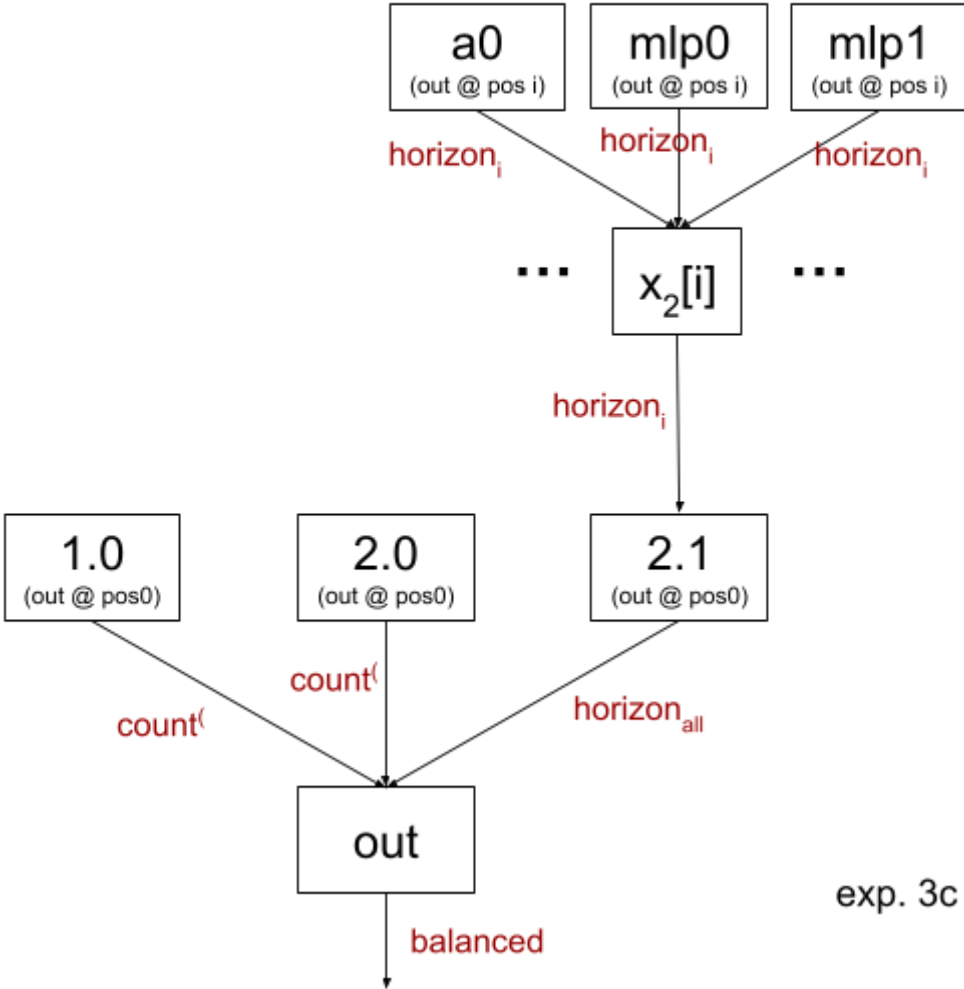 a0 mlp0 mlp1
(out @ pos i) (out @ pos i) (out @ pos i)
horizon_i horizon_i horizon_i
... x₂[i] ...
horizon_i
1.0 2.0 2.1
(out @ pos0) (out @ pos0) (out @ pos0)
count⁽ count⁽ horizon_all
out
exp. 3c
balanced